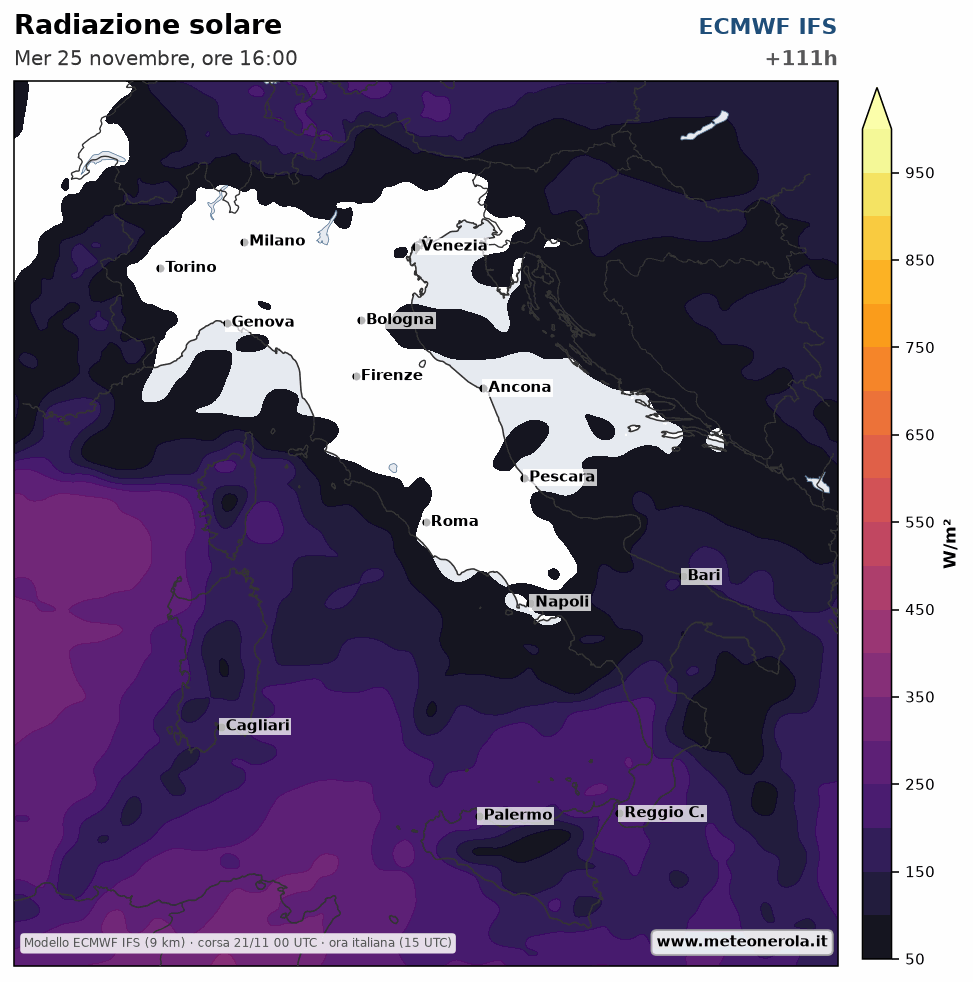 Radiazione solare
ECMWF IFS
Mer 25 novembre, ore 16:00
+111h
Milano
Venezia
Torino
Genova
Bologna
Firenze
Ancona
Pescara
Roma
Bari
Napoli
Cagliari
Palermo
Reggio C.
950
850
750
650
550
450
350
250
150
50
W/m²
Modello ECMWF IFS (9 km) · corsa 21/11 00 UTC · ora italiana (15 UTC)
www.meteonerola.it